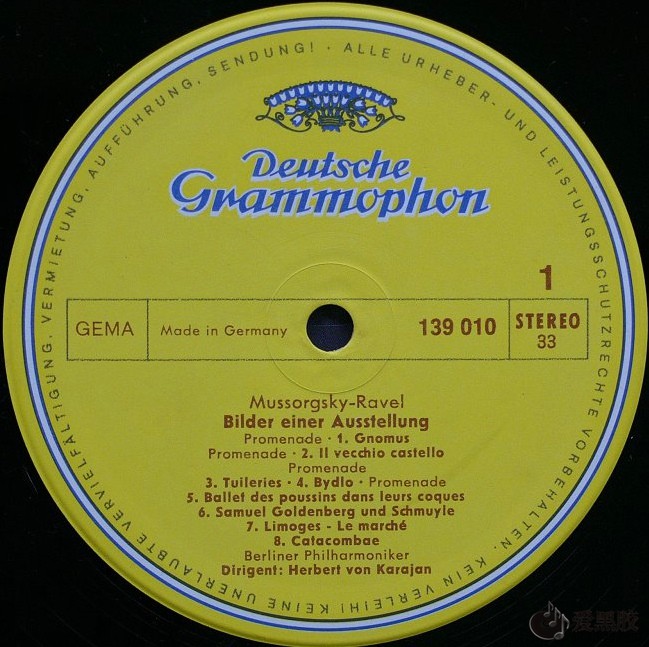 ALLE URHEBER- UND LEISTUNGSSCHUTZRECHTE VORBEHALTEN. KEIN VERLEIH! KEINE UNERLAUBTE VERVIELFÄLTIGUNG, VERMIETUNG, AUFFÜHRUNG, SENDUNG! ·
Deutsche
Grammophon
1
GEMA Made in Germany 139 010 STEREO
33
Mussorgsky-Ravel
Bilder einer Ausstellung
Promenade · 1. Gnomus
Promenade · 2. Il vecchio castello
Promenade
3. Tuileries · 4. Bydlo · Promenade
5. Ballet des poussins dans leurs coques
6. Samuel Goldenberg und Schmuyle
7. Limoges - Le marché
8. Catacombae
Berliner Philharmoniker
Dirigent: Herbert von Karajan
爱黑胶